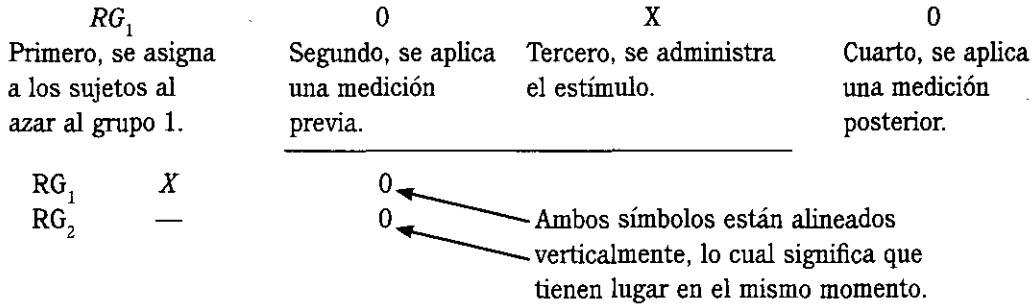 RG1 0 X 0
Primero, se asigna Segundo, se aplica Tercero, se administra Cuarto, se aplica
a los sujetos al una medición el estímulo. una medición
azar al grupo 1. previa. posterior.
RG1 X 0
RG2 — 0 Ambos símbolos están alineados
verticalmente, lo cual significa que
tienen lugar en el mismo momento.